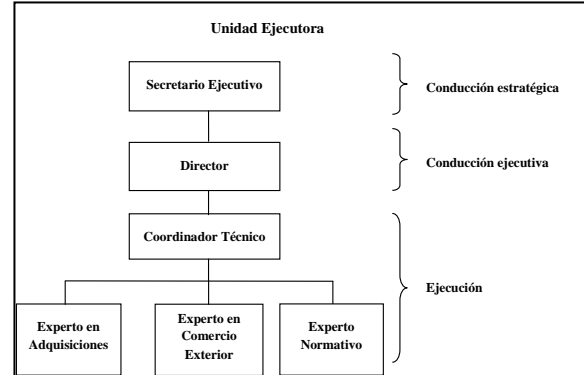 Unidad Ejecutora
Secretario Ejecutivo
Conducción estratégica
Director
Conducción ejecutiva
Coordinador Técnico
Ejecución
Experto en
Adquisiciones
Experto en
Comercio
Exterior
Experto
Normativo